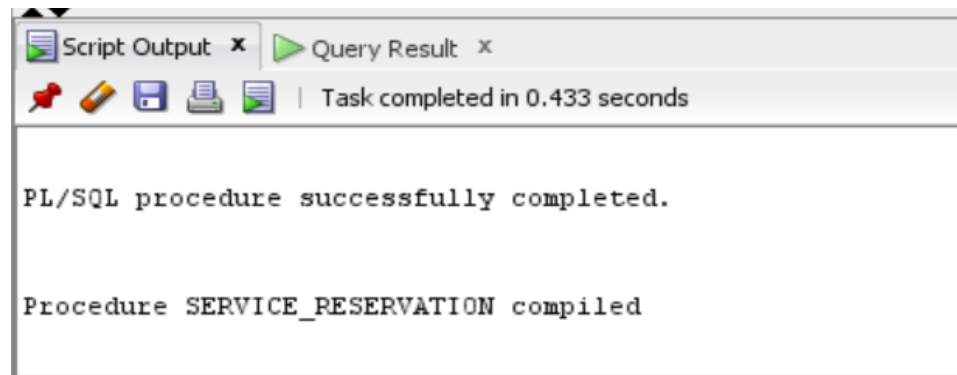 Script Output x Query Result x
Task completed in 0.433 seconds
PL/SQL procedure successfully completed.
Procedure SERVICE_RESERVATION compiled